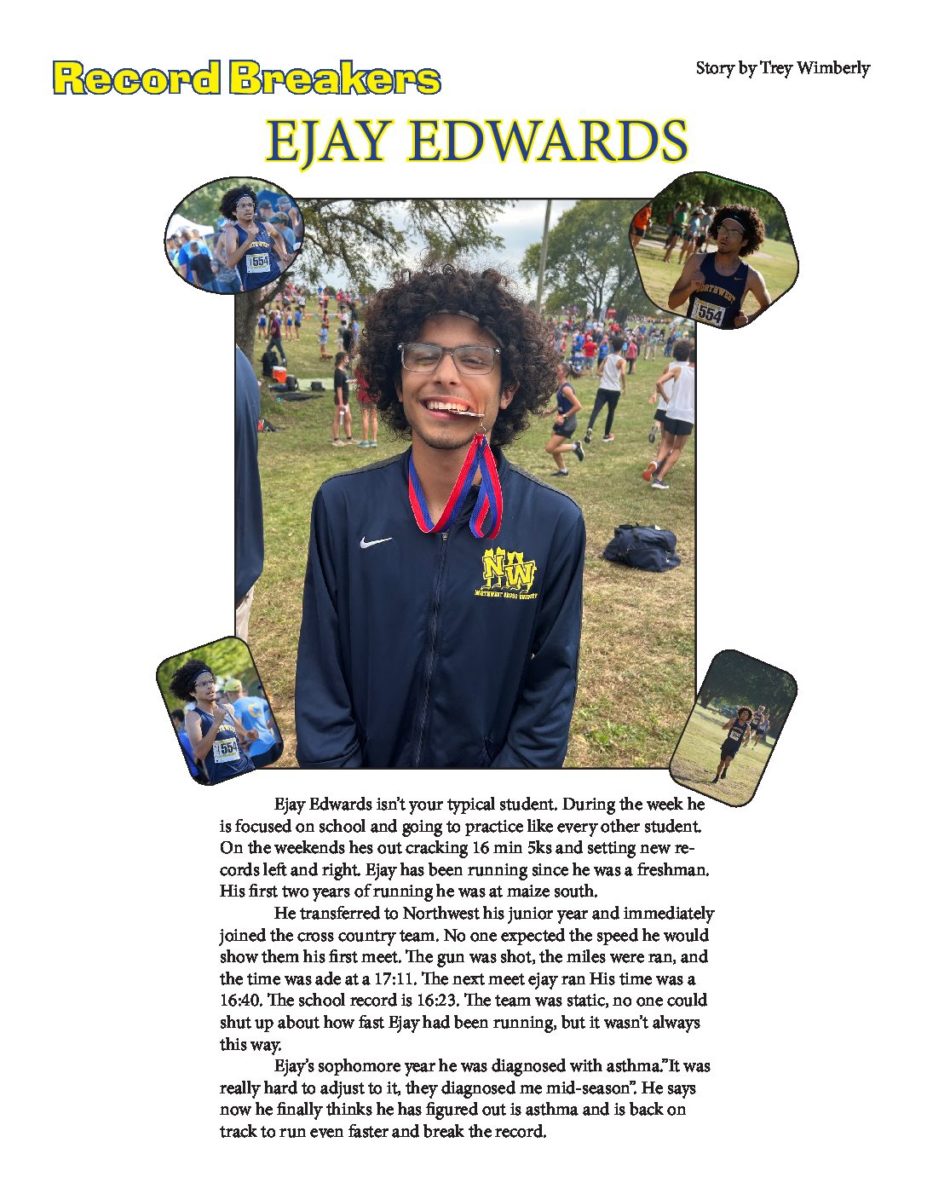 Record Breakers
Story by Trey Wimberly
EJAY EDWARDS
554
NORTHWEST
554
NW
NORTHWEST CROSS COUNTRY
554
Ejay Edwards isn't your typical student. During the week he
is focused on school and going to practice like every other student.
On the weekends hes out cracking 16 min 5ks and setting new re-
cords left and right. Ejay has been running since he was a freshman.
His first two years of running he was at maize south.
He transferred to Northwest his junior year and immediately
joined the cross country team. No one expected the speed he would
show them his first meet. The gun was shot, the miles were ran, and
the time was ade at a 17:11. The next meet ejay ran His time was a
16:40. The school record is 16:23. The team was static, no one could
shut up about how fast Ejay had been running, but it wasn't always
this way.
Ejay's sophomore year he was diagnosed with asthma."It was
really hard to adjust to it, they diagnosed me mid-season". He says
now he finally thinks he has figured out is asthma and is back on
track to run even faster and break the record.